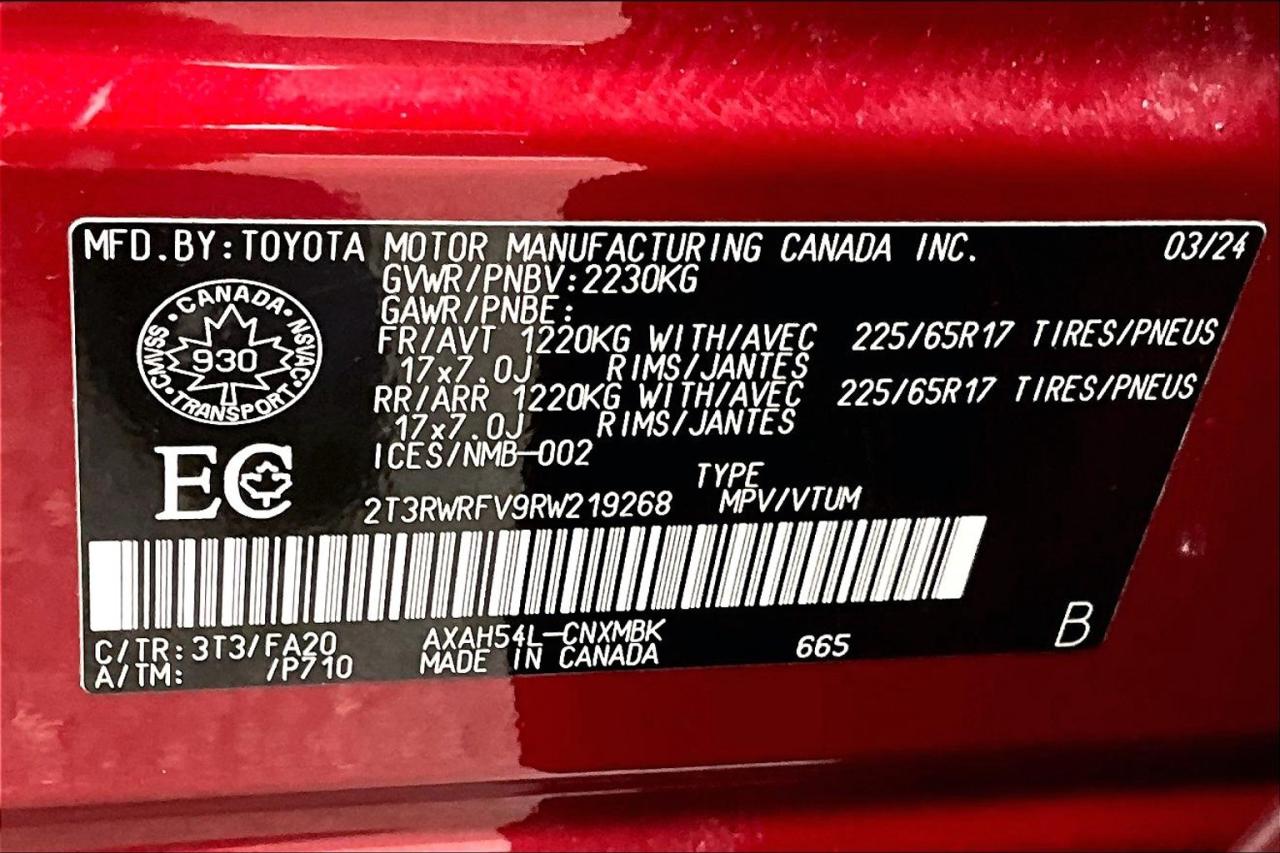 MFD.BY:TOYOTA MOTOR MANUFACTURING CANADA INC. 03/24
GVWR/PNBV:2230KG
GAWR/PNBE:
FR/AVT 1220KG WITH/AVEC 225/65R17 TIRES/PNEUS
17x7.0J RIMS/JANTES
RR/ARR 1220KG WITH/AVEC 225/65R17 TIRES/PNEUS
17x7.0J RIMS/JANTES
ICES/NMB-002
CANADA · NSVAC · TRANSPORT · CMVSS ·
930
EC
TYPE
2T3RWRFV9RW219268 MPV/VTUM
C/TR:3T3/FA20 AXAH54L-CNXMBK 665 B
A/TM: /P710 MADE IN CANADA